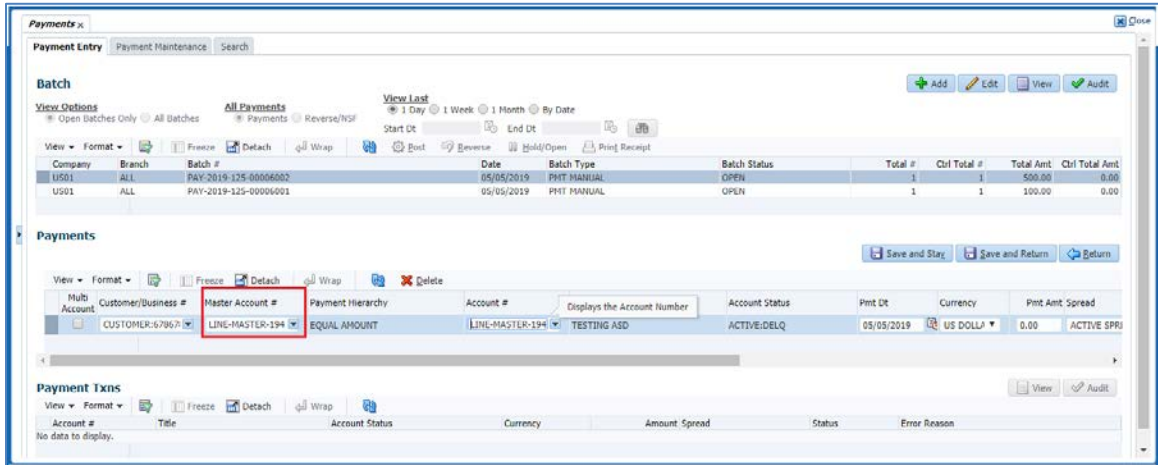 Payments
Close
Payment Entry Payment Maintenance Search
Batch
Add Edit View Audit
View Options All Payments View Last
Open Batches Only All Batches Payments Reverse/NSF 1 Day 1 Week 1 Month By Date
Start Dt End Dt
View Format Freeze Detach Wrap Post Reverse Hold/Open Print Receipt
Company Branch Batch # Date Batch Type Batch Status Total # Ctrl Total # Total Amt Ctrl Total Amt
US01 ALL PAY-2019-125-00006002 05/05/2019 PMT MANUAL OPEN 1 1 500.00 0.00
US01 ALL PAY-2019-125-00006001 05/05/2019 PMT MANUAL OPEN 1 1 100.00 0.00
Payments
Save and Stay Save and Return Return
View Format Freeze Detach Wrap Delete
Multi Account Customer/Business # Master Account # Payment Hierarchy Account # Displays the Account Number Account Status Pmt Dt Currency Pmt Amt Spread
LINE-MASTER-194 EQUAL AMOUNT LINE-MASTER-194 TESTING ASD ACTIVE:DELQ 05/05/2019 US DOLLA 0.00 ACTIVE SPR
Payment Txns
View Audit
View Format Freeze Detach Wrap
Account # Title Account Status Currency Amount Spread Status Error Reason
No data to display.